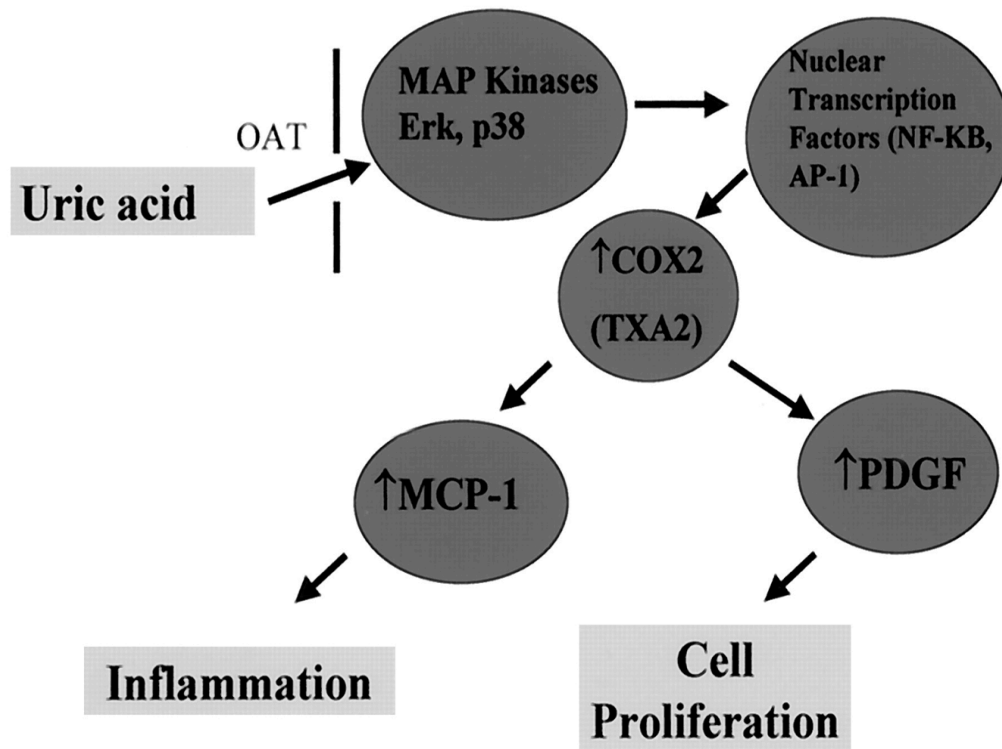 MAP Kinases
Erk, p38
Nuclear
Transcription
Factors (NF-KB,
AP-1)
OAT
Uric acid
↑COX2
(TXA2)
↑MCP-1
↑PDGF
Inflammation
Cell
Proliferation